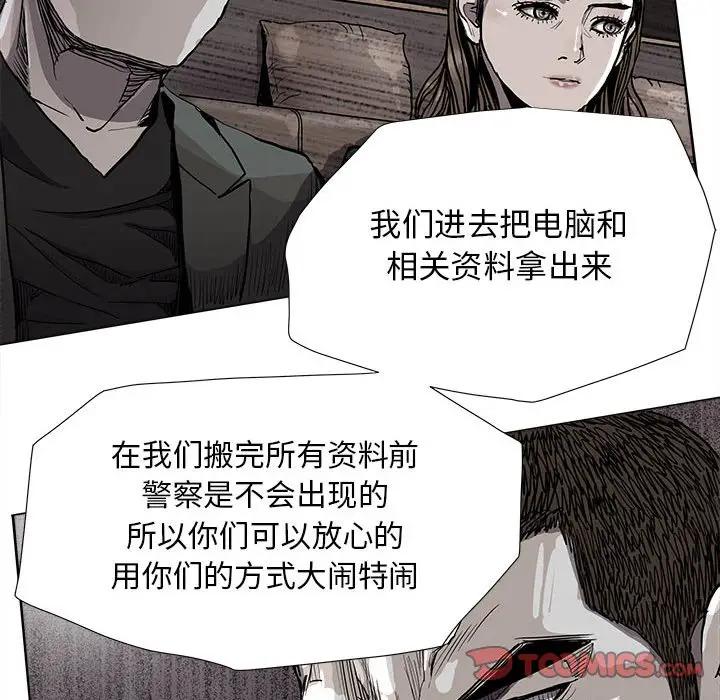 我们进去把电脑和
相关资料拿出来
在我们搬完所有资料前
警察是不会出现的
所以你们可以放心的
用你们的方式大闹特闹
TOOMICS.COM